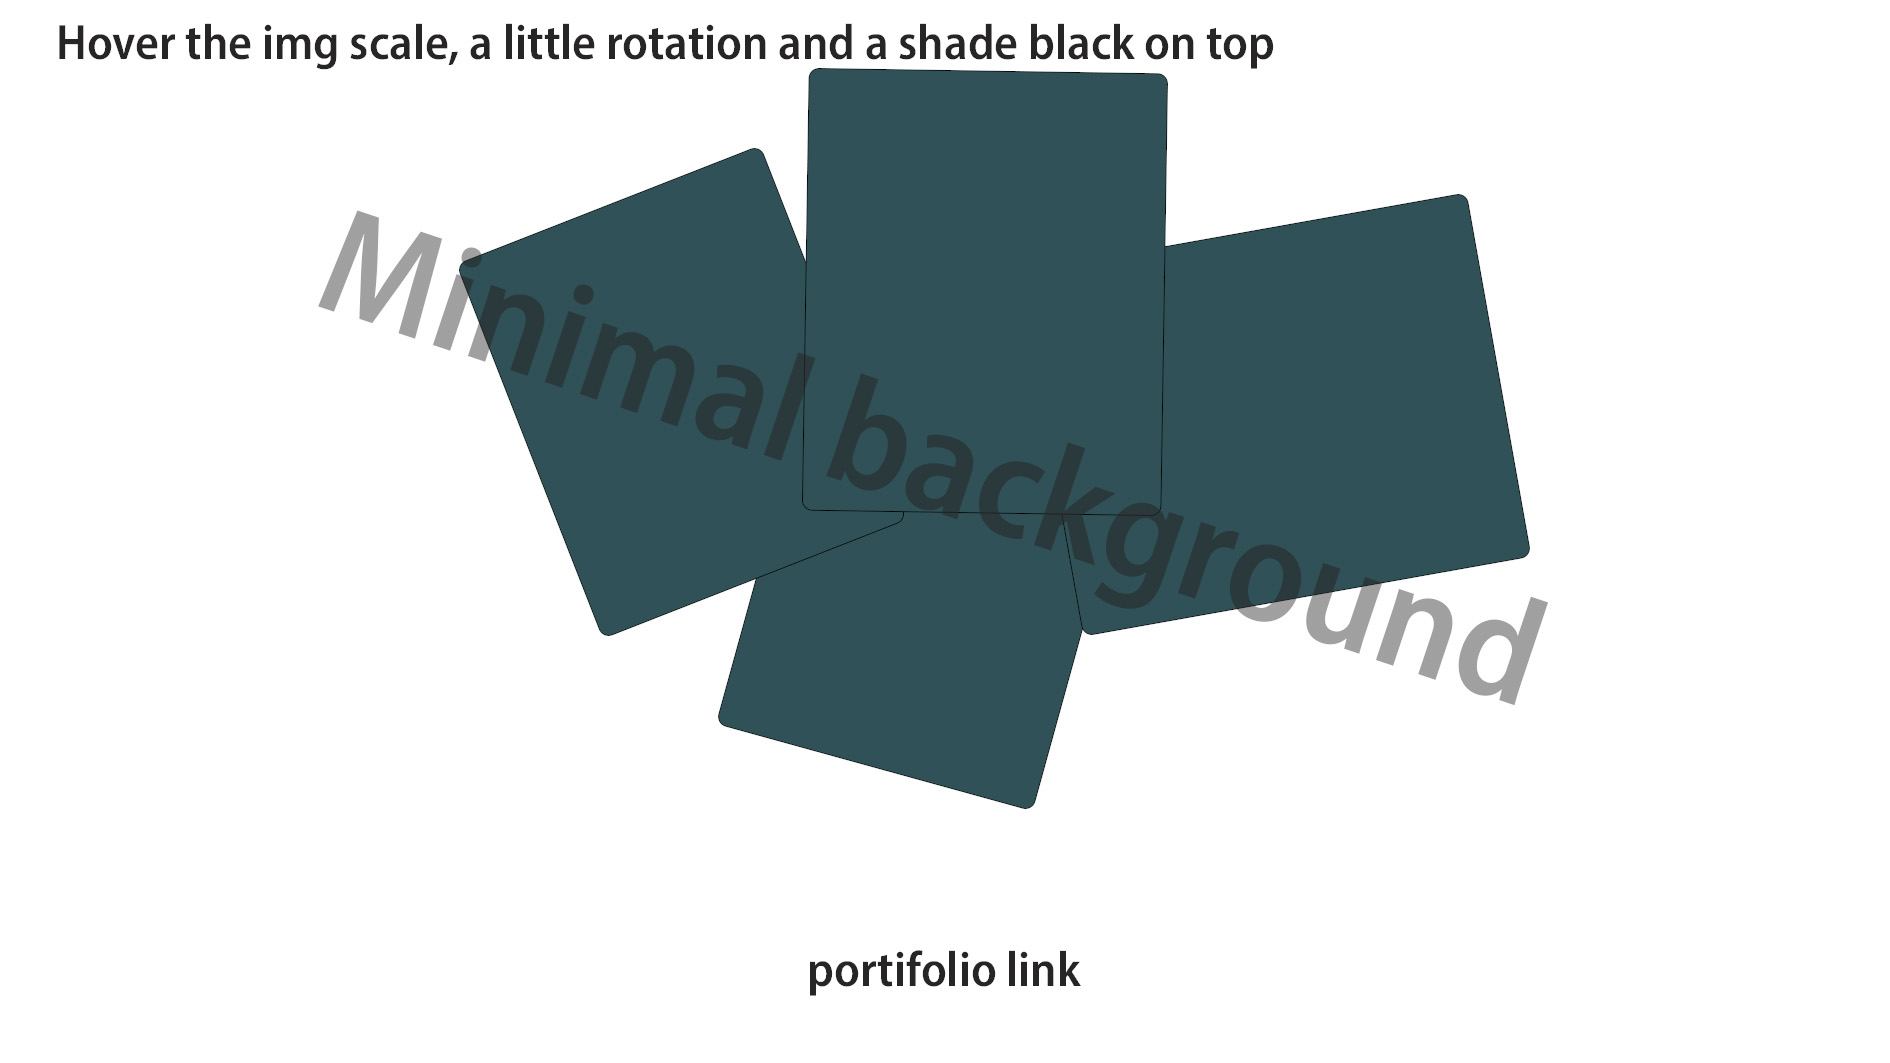 Hover the img scale, a little rotation and a shade black on top
Minimal background
portifolio link